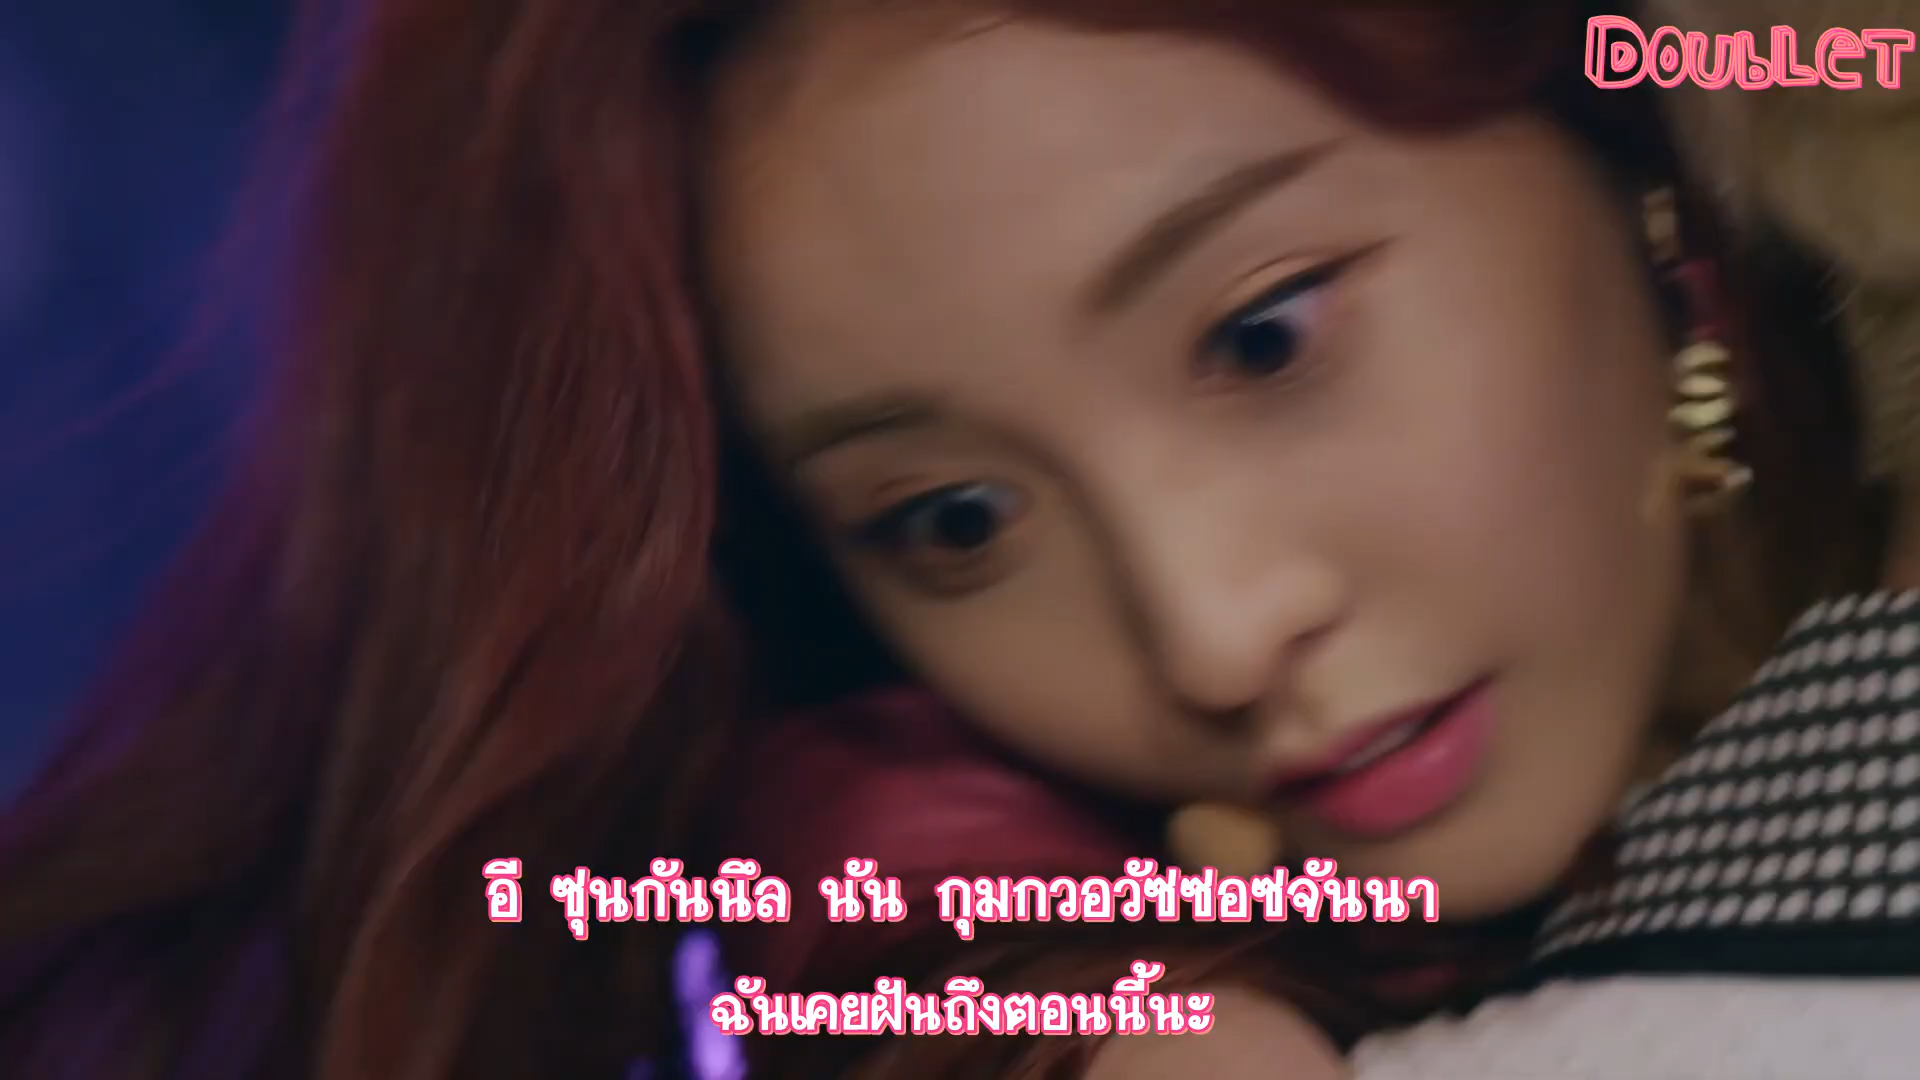 DOUBLET
อี ซุนกันนึล นัน กุมกวอวัซซอซจันนา
ฉันเคยฝันถึงตอนนี้นะ